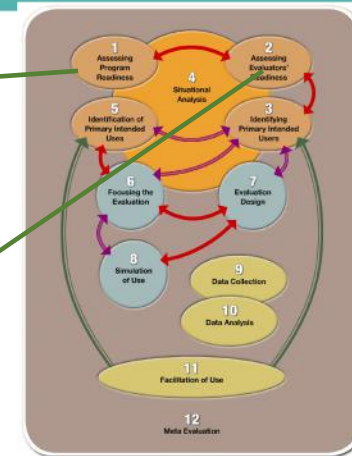 1
Assessing
Program
Readiness
2
Assessing
Evaluators'
Readiness
4
Situational
Analysis
5
Identification of
Primary Intended
Uses
3
Identifying
Primary Intended
Users
6
Focusing the
Evaluation
7
Evaluation
Design
8
Simulation
of Use
9
Data Collection
10
Data Analysis
11
Facilitation of Use
12
Meta Evaluation